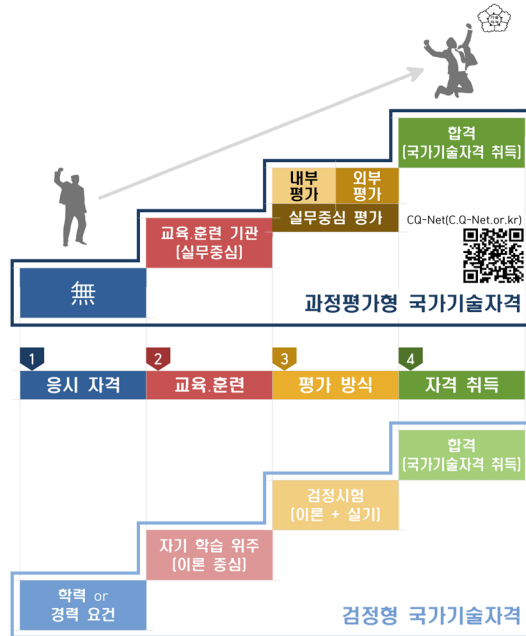 합격
[국가기술자격 취득]
내부
평가
외부
평가
실무중심 평가
CQ-Net(C.Q-Net.or.kr)
교육.훈련 기관
[실무중심]
無
과정평가형 국가기술자격
1
2
3
4
응시 자격
교육.훈련
평가 방식
자격 취득
합격
[국가기술자격 취득]
검정시험
[이론 + 실기]
자기 학습 위주
[이론 중심]
학력 or
경력 요건
검정형 국가기술자격